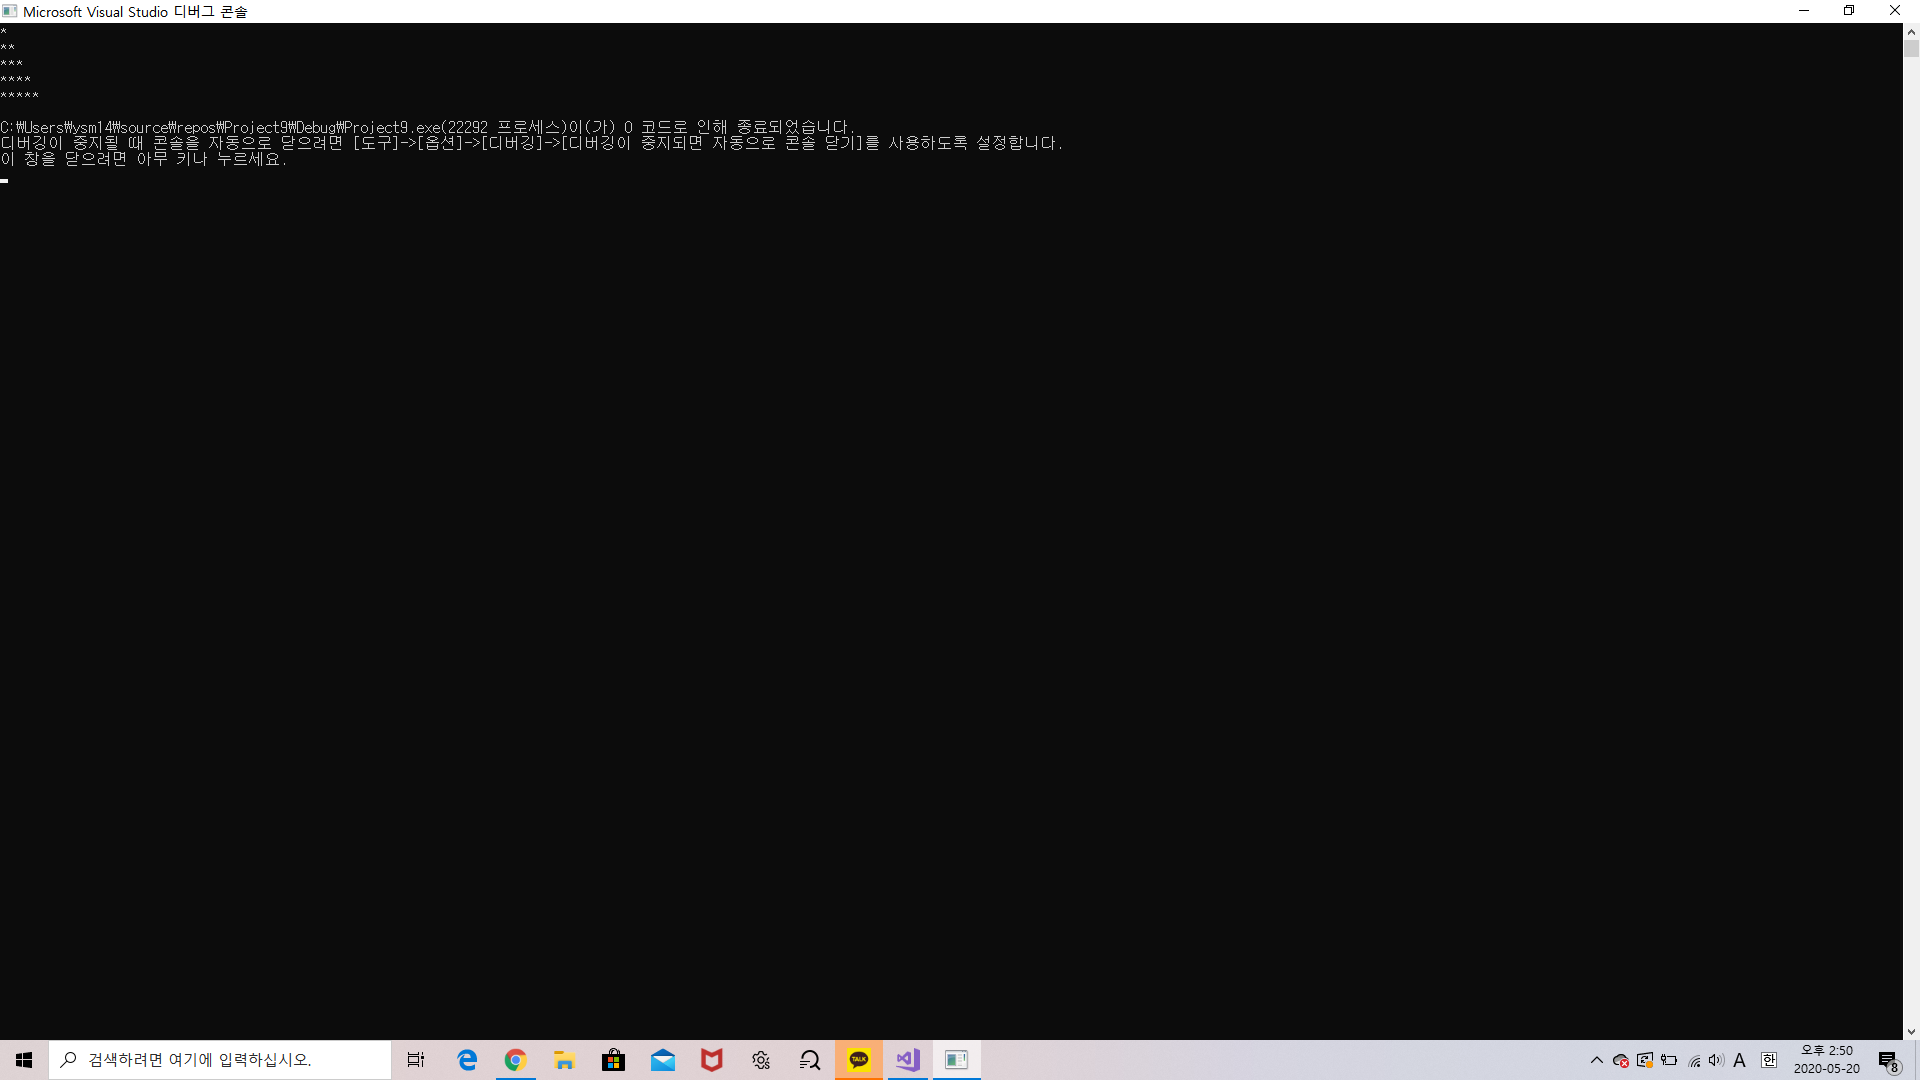 Microsoft Visual Studio 디버그 콘솔
*
**
***
****
*****
C:₩Users₩ysm14₩source₩repos₩Project9₩Debug₩Project9.exe(22292 프로세스)이(가) 0 코드로 인해 종료되었습니다.
디버깅이 중지될 때 콘솔을 자동으로 닫으려면 [도구]->[옵션]->[디버깅]->[디버깅이 중지되면 자동으로 콘솔 닫기]를 사용하도록 설정합니다.
이 창을 닫으려면 아무 키나 누르세요.
검색하려면 여기에 입력하십시오.
TALK
A
한
오후 2:50
2020-05-20
8